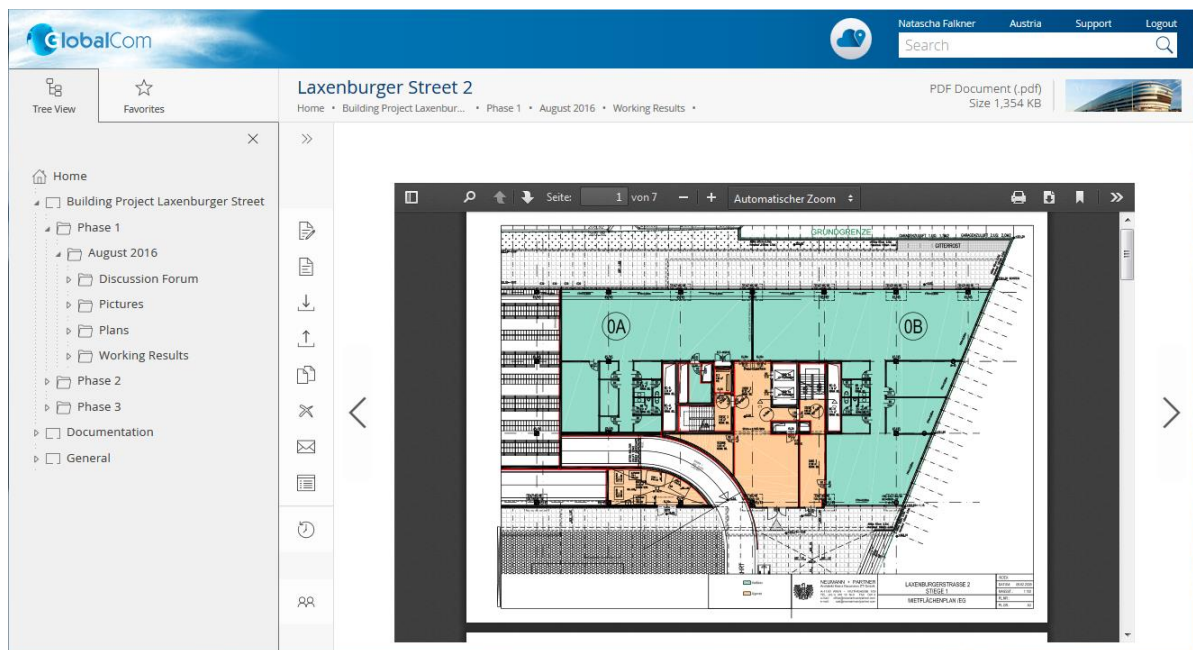 GlobalCom
Natascha Falkner Austria Support Logout
Search
Tree View
Favorites
Laxenburger Street 2
Home • Building Project Laxenbur... • Phase 1 • August 2016 • Working Results •
PDF Document (.pdf)
Size 1,354 KB
Home
Building Project Laxenburger Street
Phase 1
August 2016
Discussion Forum
Pictures
Plans
Working Results
Phase 2
Phase 3
Documentation
General
Seite: 1 von 7 Automatischer Zoom
GRUNDGRENZE
GITTERROST
0A
0B
NEUMANN + PARTNER
LAXENBURGERSTRASSE 2
STIEGE 1
MIETFLÄCHENPLAN /EG